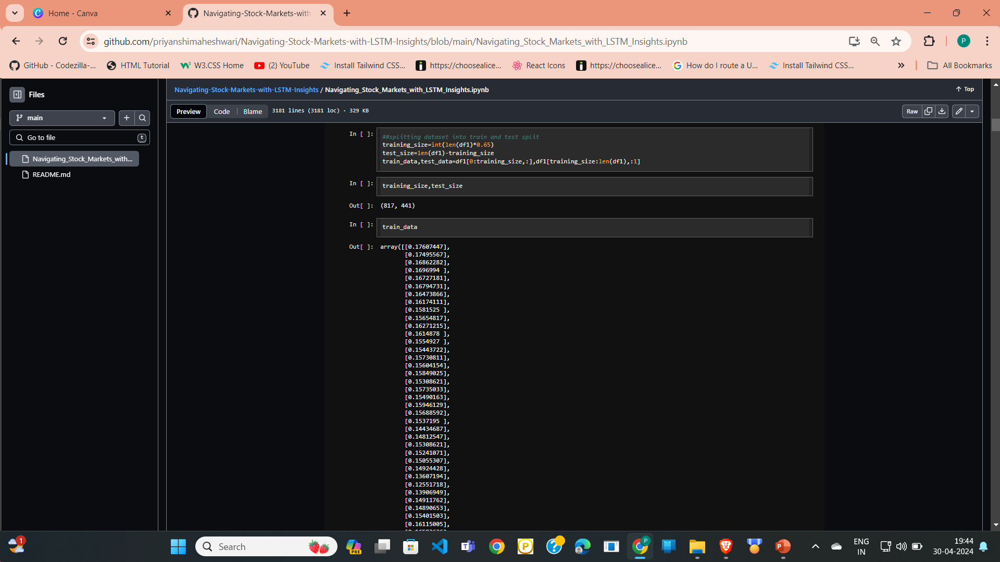 Home - Canva
Navigating-Stock-Markets-with
github.com/priyanshimaheshwari/Navigating-Stock-Markets-with-LSTM-Insights/blob/main/Navigating_Stock_Markets_with_LSTM_Insights.ipynb
P
GitHub - Codezilla-...
HTML Tutorial
W3.CSS Home
(2) YouTube
Install Tailwind CSS...
https://choosealice...
React Icons
https://choosealice...
How do I route a U...
Install Tailwind CSS...
All Bookmarks
Files
main
Go to file
t
Navigating_Stock_Markets_with...
README.md
Navigating-Stock-Markets-with-LSTM-Insights / Navigating_Stock_Markets_with_LSTM_Insights.ipynb
Top
Preview
Code
Blame
3181 lines (3181 loc) · 329 KB
Raw
In [ ]:
##splitting dataset into train and test split
training_size=int(len(df1)*0.65)
test_size=len(df1)-training_size
train_data,test_data=df1[0:training_size,:],df1[training_size:len(df1),:1]
In [ ]:
training_size,test_size
Out[ ]:
(817, 441)
In [ ]:
train_data
Out[ ]:
array([[0.17607447],
[0.17495567],
[0.16862282],
[0.1696994 ],
[0.16727181],
[0.16794731],
[0.16473866],
[0.16174111],
[0.1581525 ],
[0.15654817],
[0.16271215],
[0.1614878 ],
[0.1554927 ],
[0.15443722],
[0.15730811],
[0.15604154],
[0.15849025],
[0.15308621],
[0.15735033],
[0.15490163],
[0.15946129],
[0.15688592],
[0.1537195 ],
[0.14434687],
[0.14812547],
[0.15308621],
[0.15241071],
[0.15055307],
[0.14924428],
[0.13607194],
[0.12551718],
[0.13906949],
[0.14911762],
[0.14890653],
[0.15401503],
[0.16115005],
1
Search
PRE
P
P
ENG
IN
19:44
30-04-2024